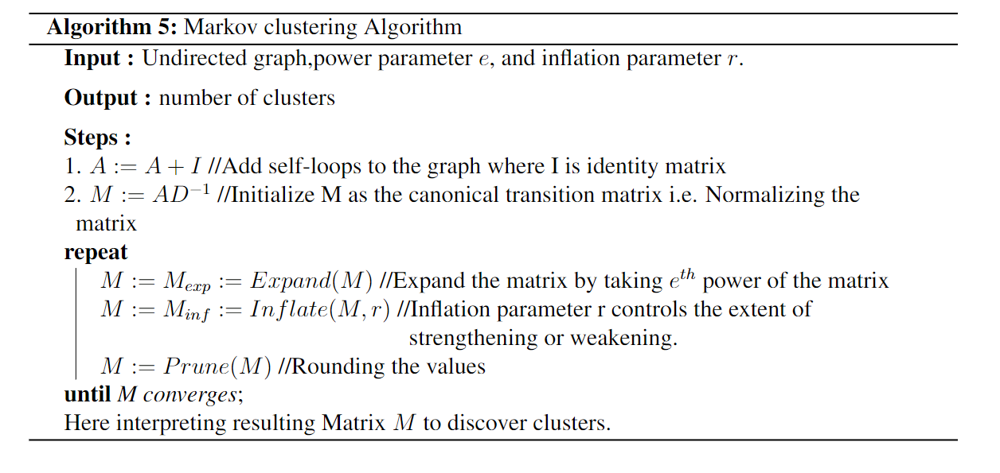 Algorithm 5: Markov clustering Algorithm
Input : Undirected graph,power parameter e, and inflation parameter r.
Output : number of clusters
Steps :
1. A := A + I //Add self-loops to the graph where I is identity matrix
2. M := AD⁻¹ //Initialize M as the canonical transition matrix i.e. Normalizing the
matrix
repeat
M := M_exp := Expand(M) //Expand the matrix by taking e^th power of the matrix
M := M_inf := Inflate(M, r) //Inflation parameter r controls the extent of
strengthening or weakening.
M := Prune(M) //Rounding the values
until M converges;
Here interpreting resulting Matrix M to discover clusters.